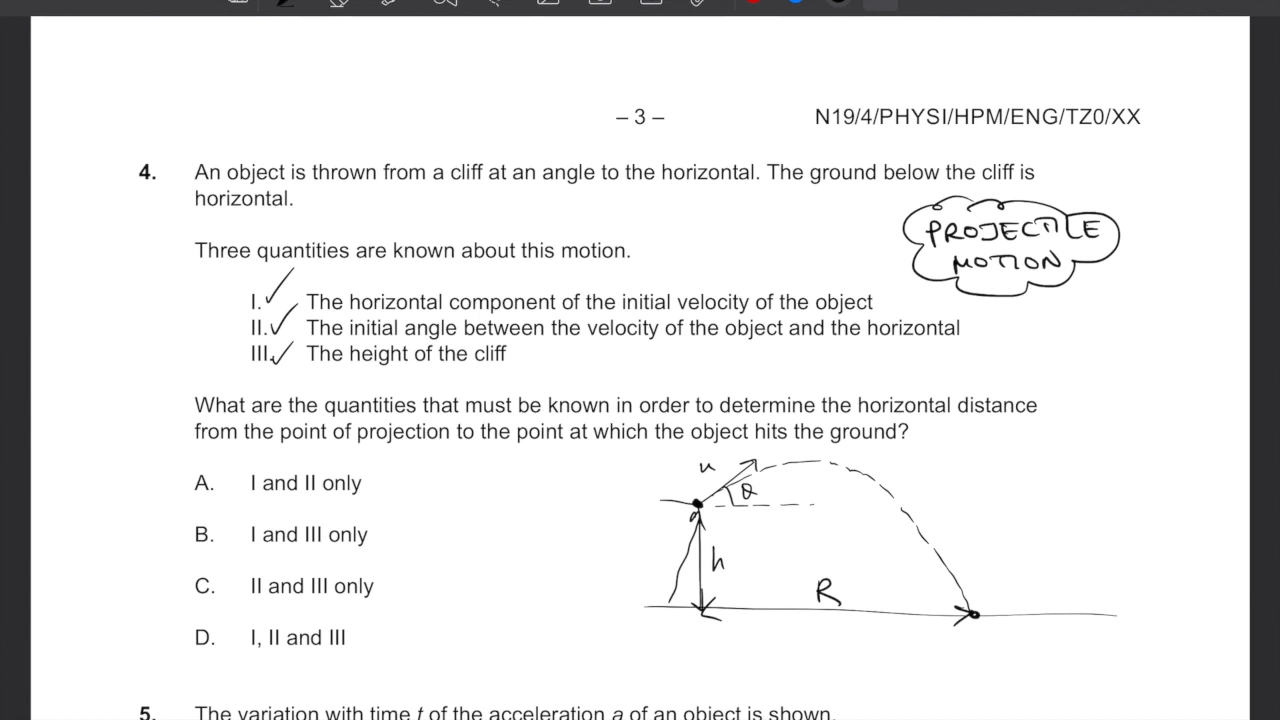 – 3 –
N19/4/PHYSI/HPM/ENG/TZ0/XX
4. An object is thrown from a cliff at an angle to the horizontal. The ground below the cliff is
horizontal.
PROJECTILE
MOTION
Three quantities are known about this motion.
I. The horizontal component of the initial velocity of the object
II. The initial angle between the velocity of the object and the horizontal
III. The height of the cliff
What are the quantities that must be known in order to determine the horizontal distance
from the point of projection to the point at which the object hits the ground?
A. I and II only
B. I and III only
C. II and III only
D. I, II and III
u
θ
h
R
5. The variation with time t of the acceleration a of an object is shown.